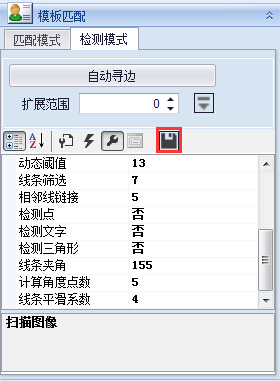 模板匹配
匹配模式 检测模式
自动寻边
扩展范围 0
动态阈值 13
线条筛选 7
相邻线链接 5
检测点 否
检测文字 否
检测三角形 否
线条夹角 155
计算角度点数 5
线条平滑系数 4
扫描图像